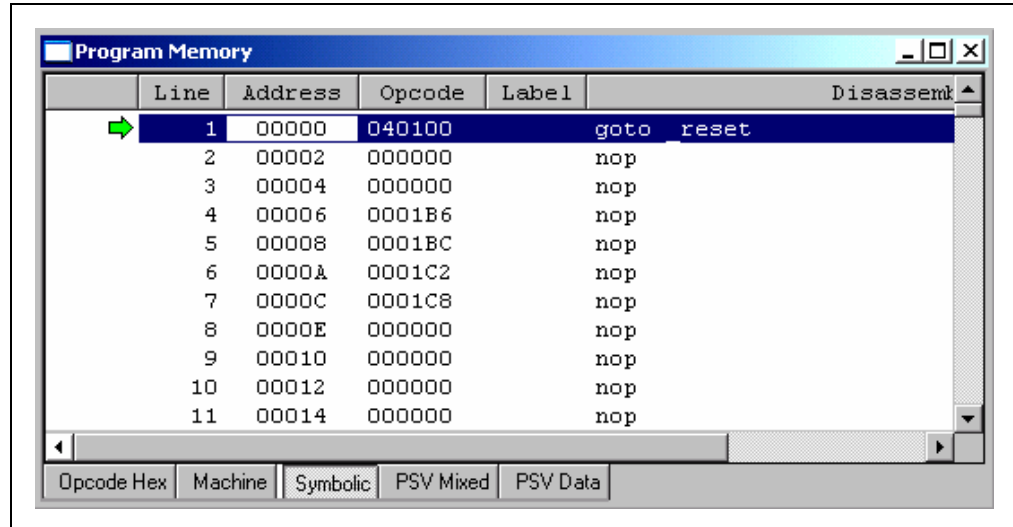 Program Memory
Line Address Opcode Label Disassemb
1 00000 040100 goto _reset
2 00002 000000 nop
3 00004 000000 nop
4 00006 0001B6 nop
5 00008 0001BC nop
6 0000A 0001C2 nop
7 0000C 0001C8 nop
8 0000E 000000 nop
9 00010 000000 nop
10 00012 000000 nop
11 00014 000000 nop
Opcode Hex Machine Symbolic PSV Mixed PSV Data